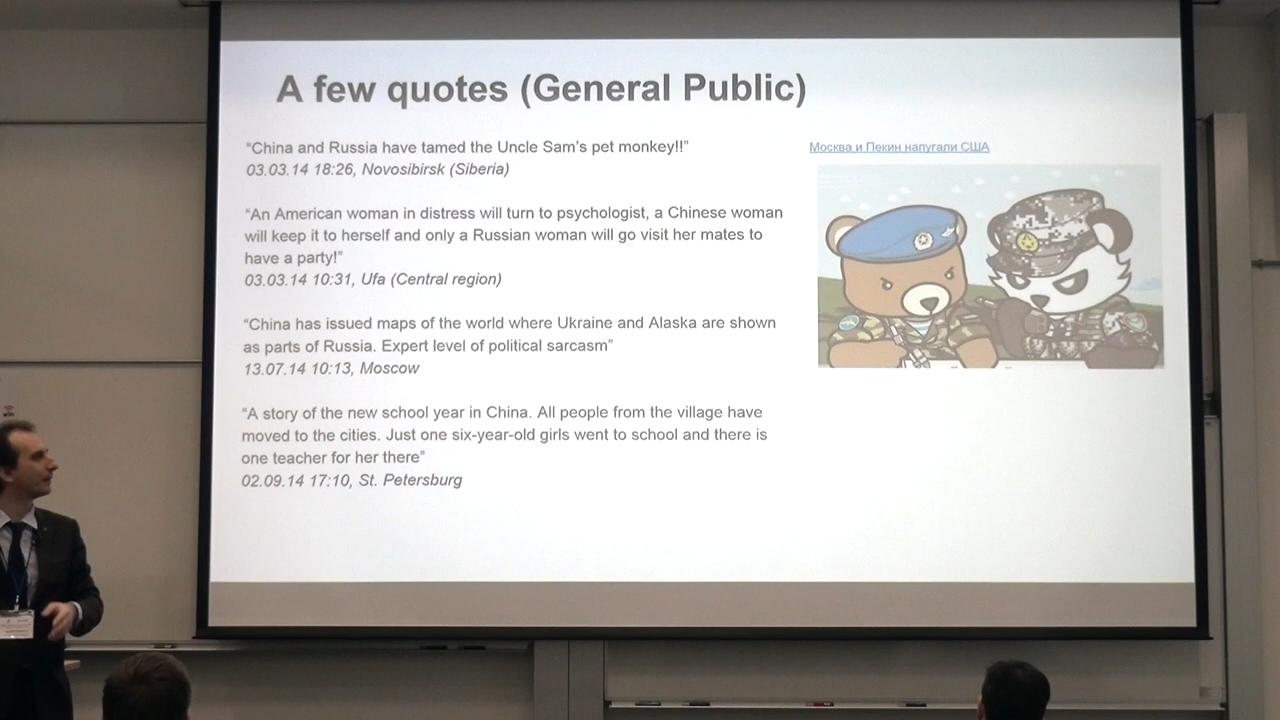 A few quotes (General Public)
“China and Russia have tamed the Uncle Sam’s pet monkey!!”
03.03.14 18:26, Novosibirsk (Siberia)
“An American woman in distress will turn to psychologist, a Chinese woman
will keep it to herself and only a Russian woman will go visit her mates to
have a party!”
03.03.14 10:31, Ufa (Central region)
“China has issued maps of the world where Ukraine and Alaska are shown
as parts of Russia. Expert level of political sarcasm”
13.07.14 10:13, Moscow
“A story of the new school year in China. All people from the village have
moved to the cities. Just one six-year-old girls went to school and there is
one teacher for her there”
02.09.14 17:10, St. Petersburg
Москва и Пекин напугали США